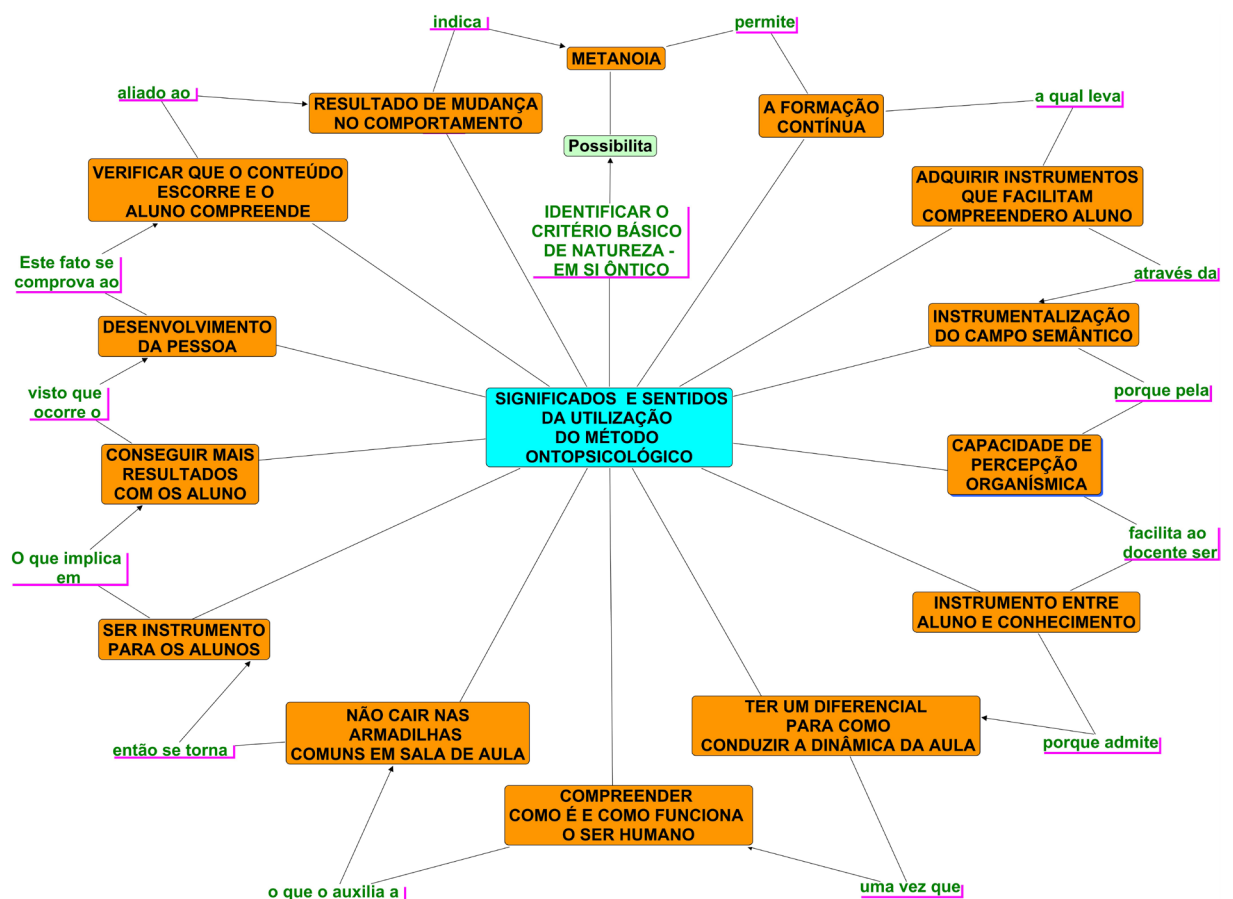 indica
METANOIA
permite
aliado ao
RESULTADO DE MUDANÇA
NO COMPORTAMENTO
A FORMAÇÃO
CONTÍNUA
a qual leva
Possibilita
VERIFICAR QUE O CONTEÚDO
ESCORRE E O
ALUNO COMPREENDE
ADQUIRIR INSTRUMENTOS
QUE FACILITAM
COMPREENDERO ALUNO
IDENTIFICAR O
CRITÉRIO BÁSICO
DE NATUREZA -
EM SI ÔNTICO
Este fato se
comprova ao
através da
DESENVOLVIMENTO
DA PESSOA
INSTRUMENTALIZAÇÃO
DO CAMPO SEMÂNTICO
visto que
ocorre o
SIGNIFICADOS E SENTIDOS
DA UTILIZAÇÃO
DO MÉTODO
ONTOPSICOLÓGICO
porque pela
CONSEGUIR MAIS
RESULTADOS
COM OS ALUNO
CAPACIDADE DE
PERCEPÇÃO
ORGANÍSMICA
O que implica
em
facilita ao
docente ser
SER INSTRUMENTO
PARA OS ALUNOS
INSTRUMENTO ENTRE
ALUNO E CONHECIMENTO
então se torna
NÃO CAIR NAS
ARMADILHAS
COMUNS EM SALA DE AULA
TER UM DIFERENCIAL
PARA COMO
CONDUZIR A DINÂMICA DA AULA
porque admite
COMPREENDER
COMO É E COMO FUNCIONA
O SER HUMANO
o que o auxilia a
uma vez que